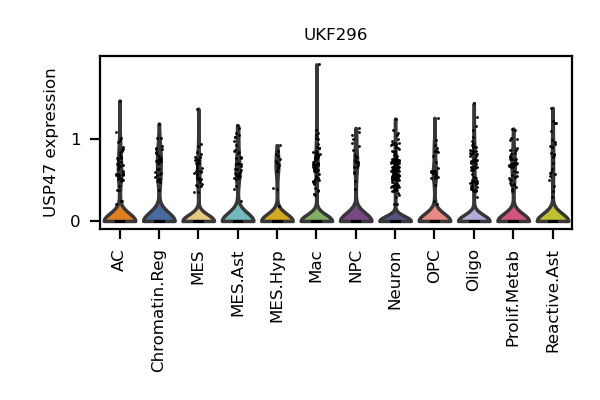 UKF296
USP47 expression
1
0
AC
Chromatin.Reg
MES
MES.Ast
MES.Hyp
Mac
NPC
Neuron
OPC
Oligo
Prolif.Metab
Reactive.Ast